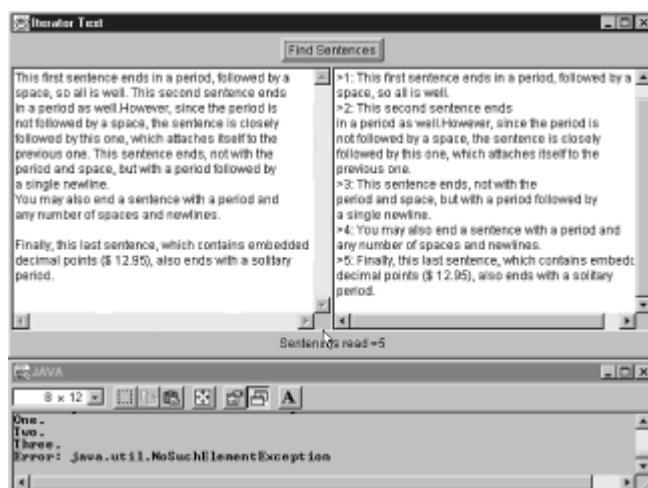 Iterator Test
Find Sentences
This first sentence ends in a period, followed by a
space, so all is well. This second sentence ends
in a period as well.However, since the period is
not followed by a space, the sentence is closely
followed by this one, which attaches itself to the
previous one. This sentence ends, not with the
period and space, but with a period followed by
a single newline.
You may also end a sentence with a period and
any number of spaces and newlines.
Finally, this last sentence, which contains embedded
decimal points ($ 12.95), also ends with a solitary
period.
>1: This first sentence ends in a period, followed by a
space, so all is well.
>2: This second sentence ends
in a period as well.However, since the period is
not followed by a space, the sentence is closely
followed by this one, which attaches itself to the
previous one.
>3: This sentence ends, not with the
period and space, but with a period followed by
a single newline.
>4: You may also end a sentence with a period and
any number of spaces and newlines.
>5: Finally, this last sentence, which contains embedc
decimal points ($ 12.95), also ends with a solitary
period.
Sentences read =5
JAVA
8 x 12
A
One.
Two.
Three.
Error: java.util.NoSuchElementException